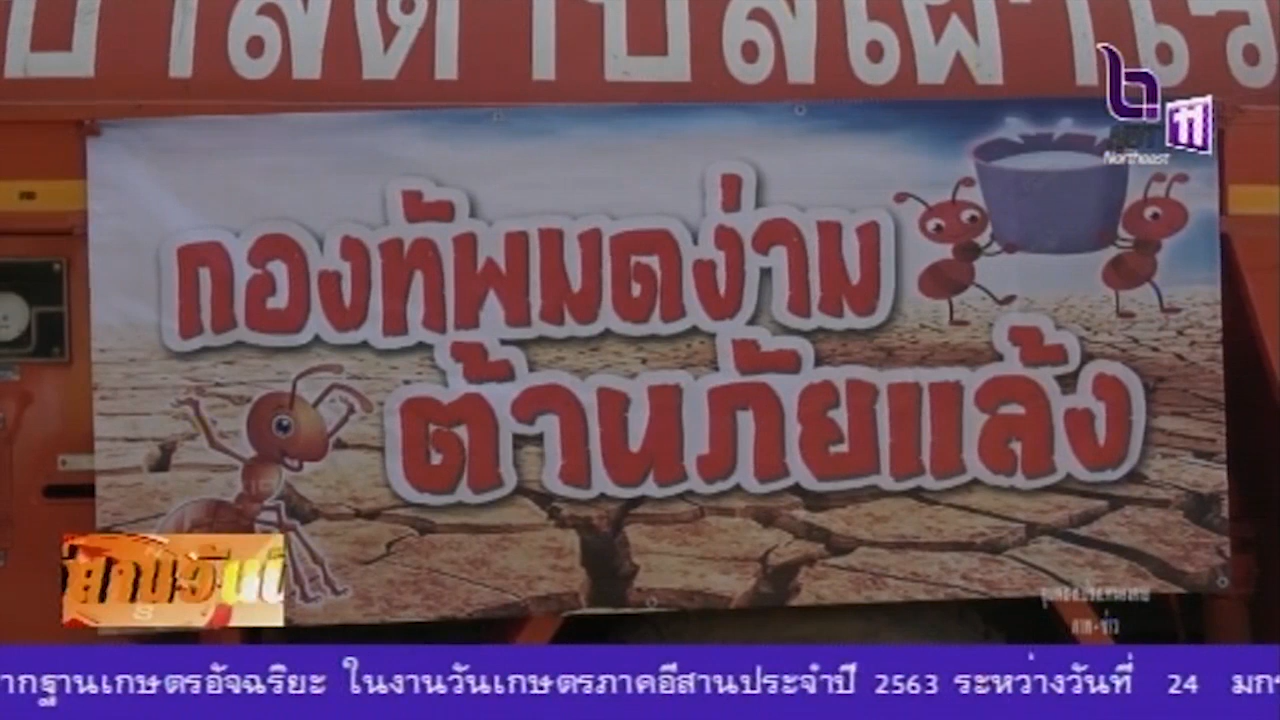 กองทัพมดง่าม
ต้านภัยแล้ง
Northeast
11
ากฐานเกษตรอัจฉริยะ ในงานวันเกษตรภาคอีสานประจำปี 2563 ระหว่างวันที่ 24 มกร